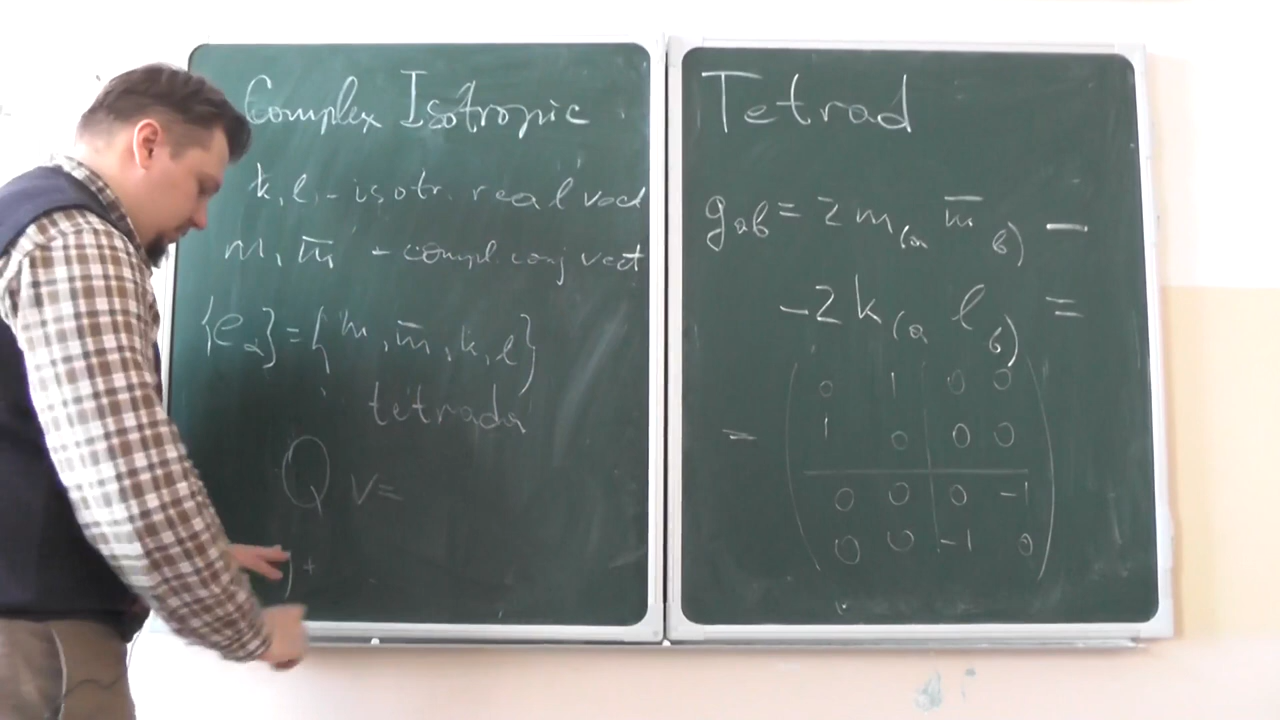 Complex Isotropic
k, l, - isotr. real vect
m, m̅ - compl. conj vect
{e_a} = {m, m̅, k, l}
tetrada
Q v=
Tetrad
g_ab = 2 m_(a m̅_b) —
-2 k_(a l_b) =
= ( 0 1 0 0
1 0 0 0
0 0 0 -1
0 0 -1 0 )